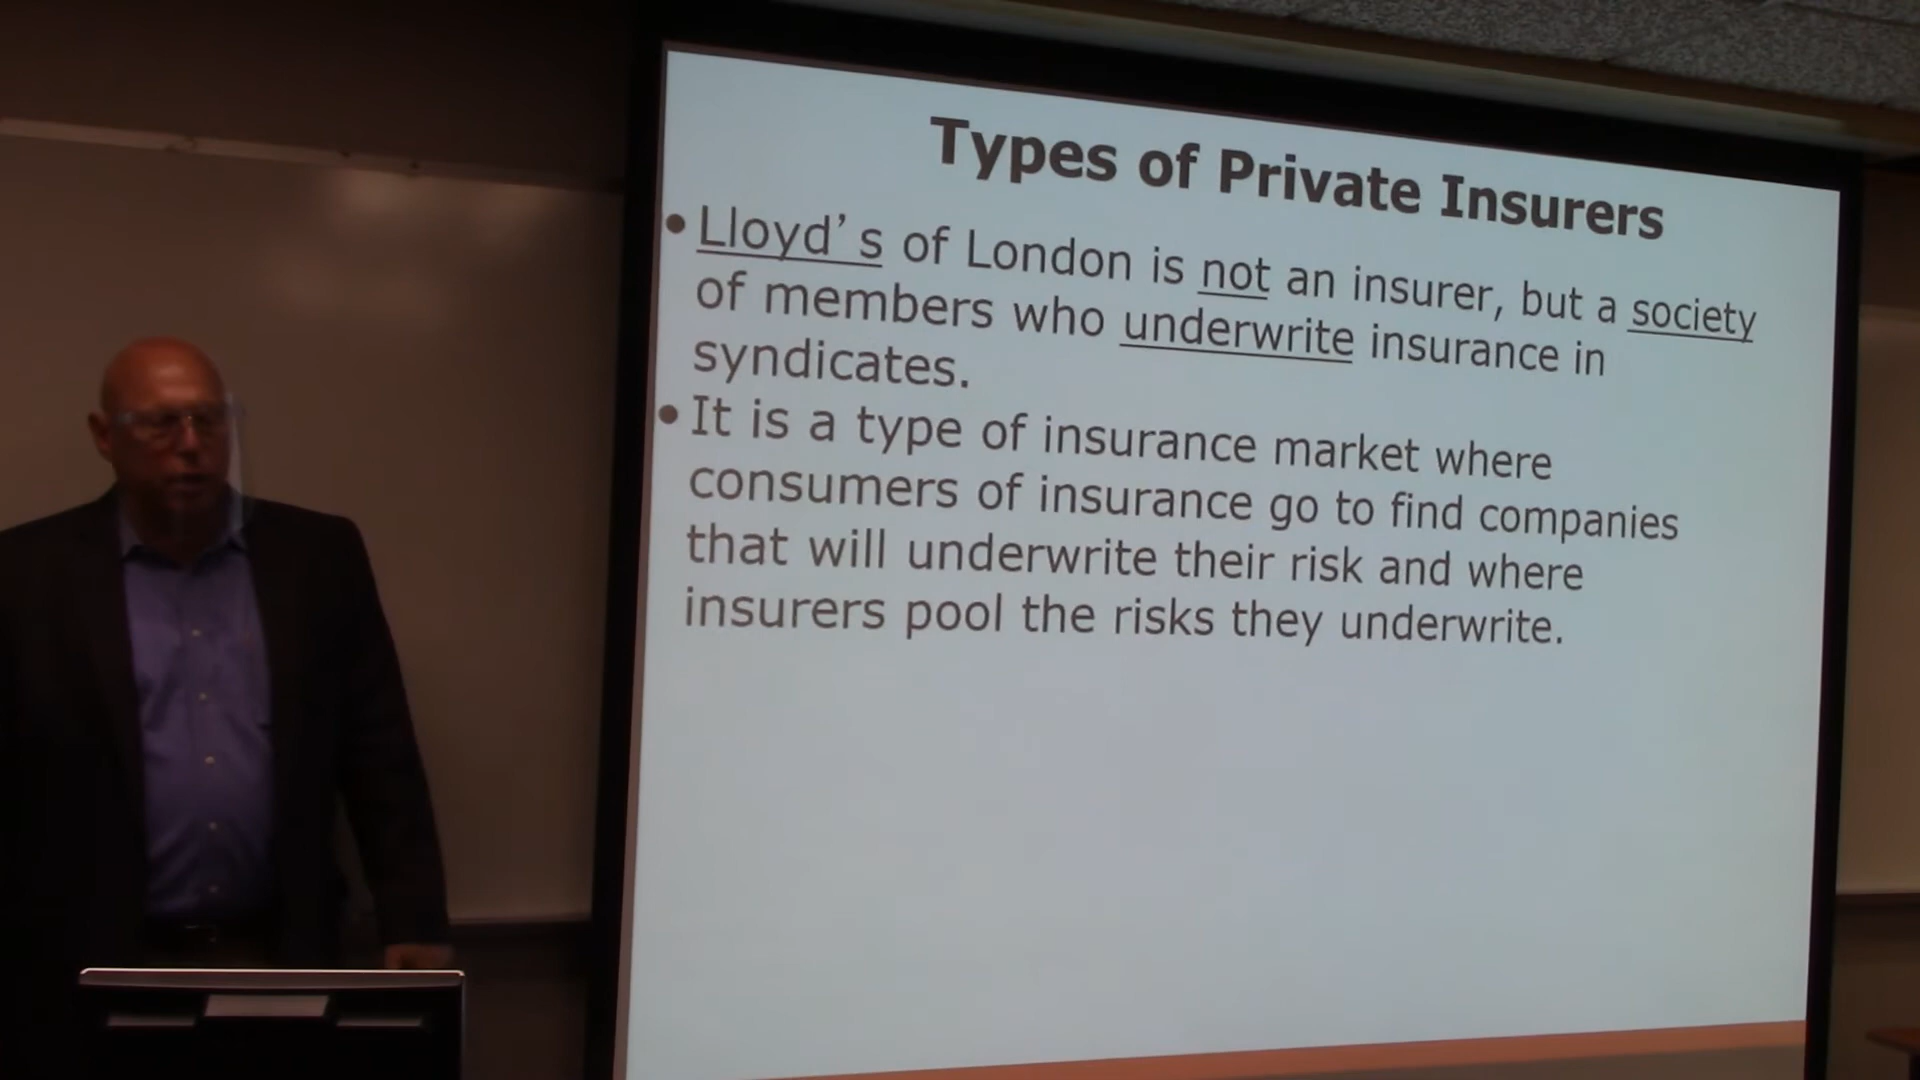 Types of Private Insurers
• Lloyd's of London is not an insurer, but a society
of members who underwrite insurance in
syndicates.
• It is a type of insurance market where
consumers of insurance go to find companies
that will underwrite their risk and where
insurers pool the risks they underwrite.